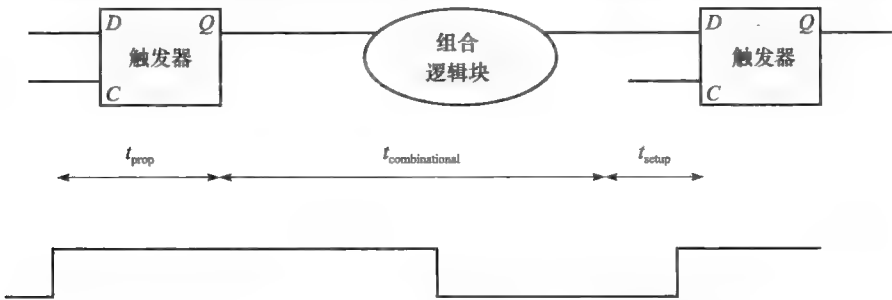 D Q
触发器
C
组合
逻辑块
D Q
触发器
C
t_prop
t_combinational
t_setup